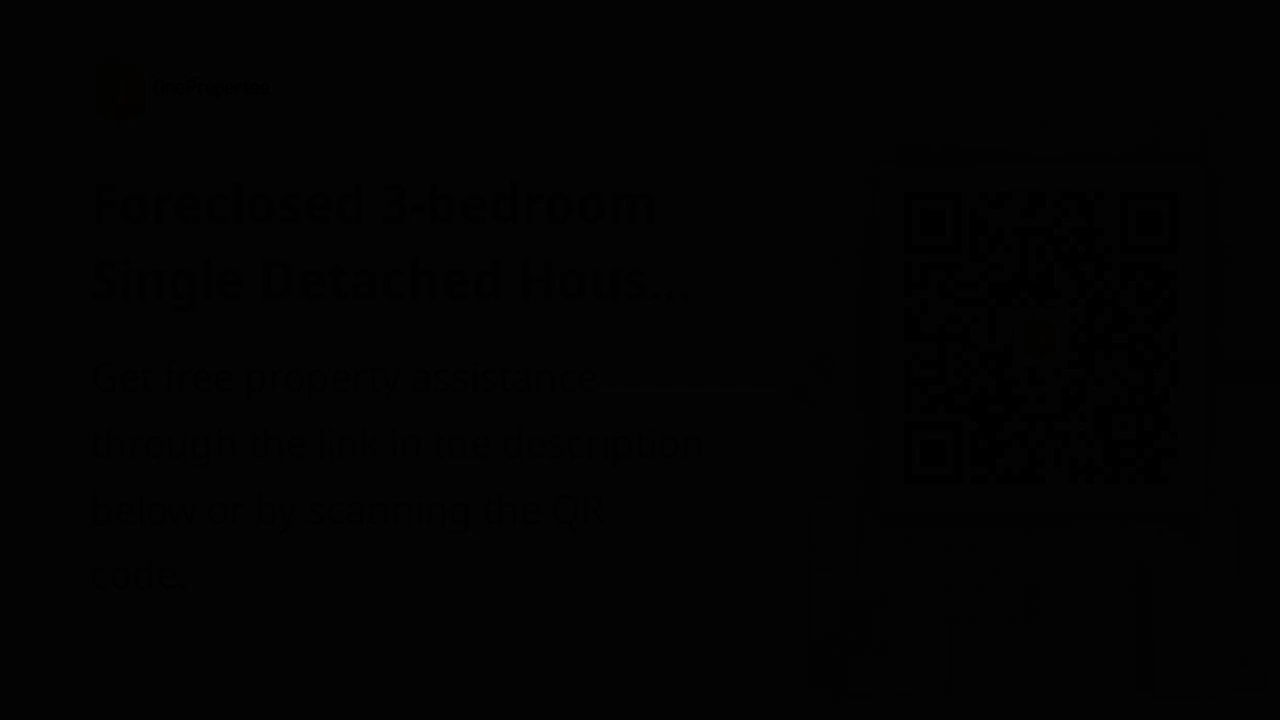 OnePropertee
Foreclosed 3-bedroom
Single Detached Hous...
Get free property assistance
through the link in the description
below or by scanning the QR
code.